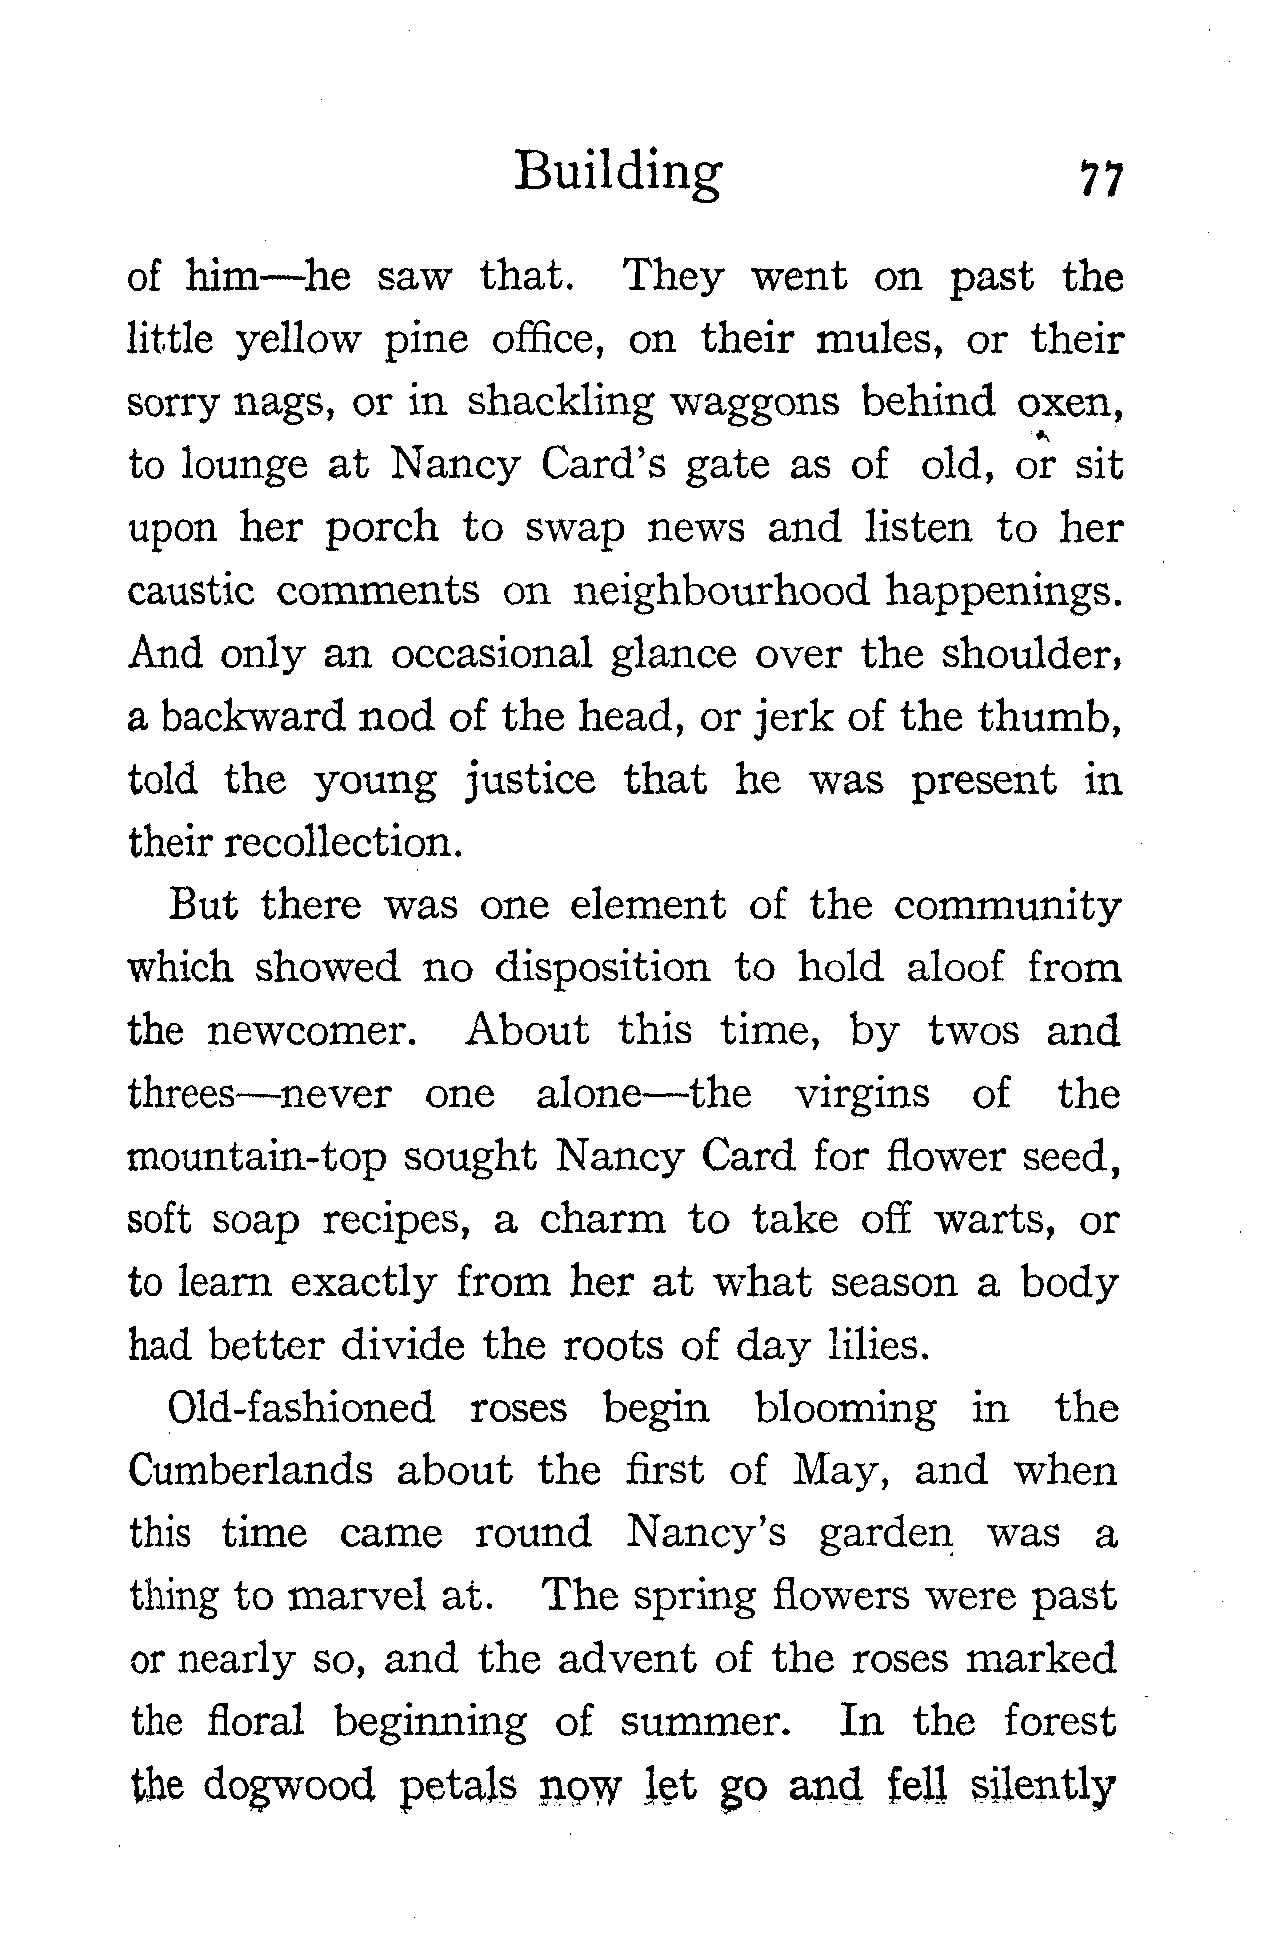 Building 77
of him—he saw that. They went on past the
little yellow pine office, on their mules, or their
sorry nags, or in shackling waggons behind oxen,
to lounge at Nancy Card's gate as of old, or sit
upon her porch to swap news and listen to her
caustic comments on neighbourhood happenings.
And only an occasional glance over the shoulder,
a backward nod of the head, or jerk of the thumb,
told the young justice that he was present in
their recollection.
But there was one element of the community
which showed no disposition to hold aloof from
the newcomer. About this time, by twos and
threes—never one alone—the virgins of the
mountain-top sought Nancy Card for flower seed,
soft soap recipes, a charm to take off warts, or
to learn exactly from her at what season a body
had better divide the roots of day lilies.
Old-fashioned roses begin blooming in the
Cumberlands about the first of May, and when
this time came round Nancy's garden was a
thing to marvel at. The spring flowers were past
or nearly so, and the advent of the roses marked
the floral beginning of summer. In the forest
the dogwood petals now let go and fell silently